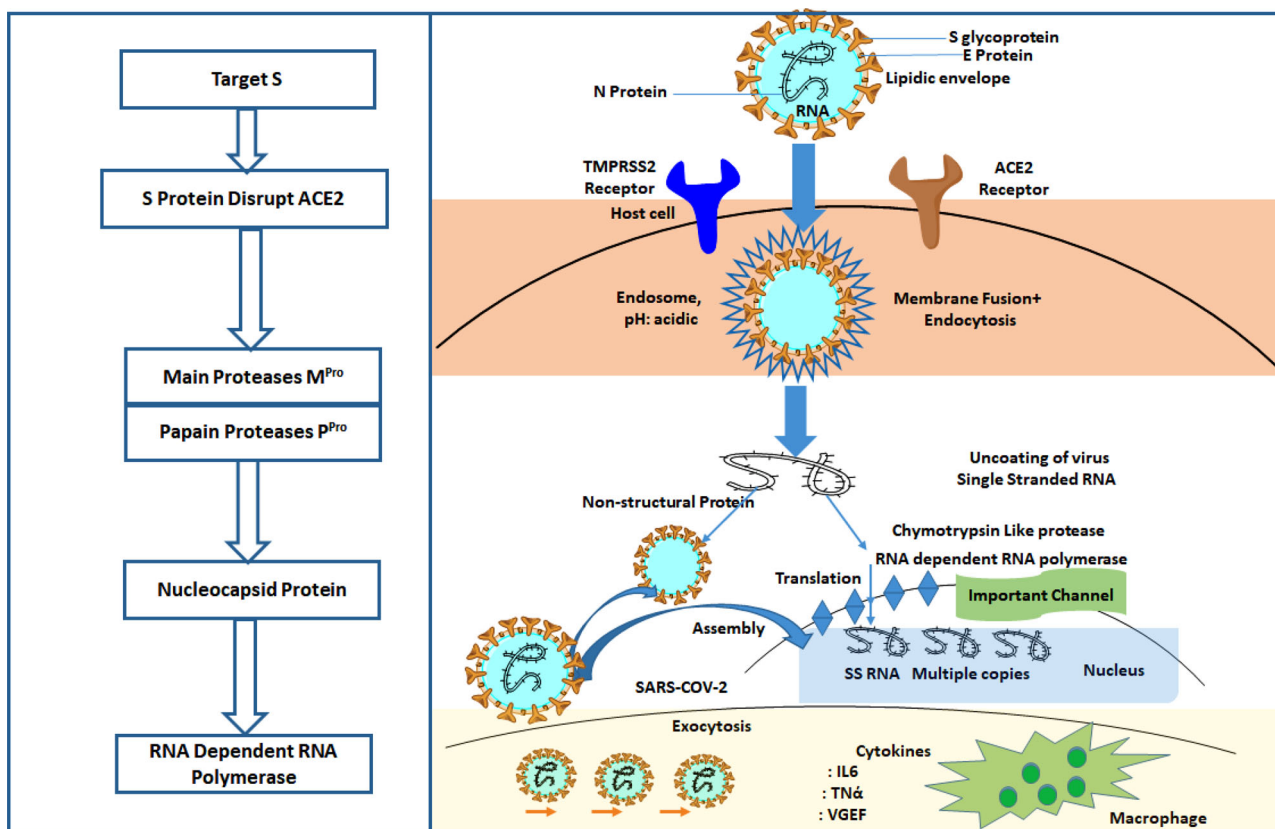 Target S
S Protein Disrupt ACE2
Main Proteases M^Pro
Papain Proteases P^Pro
Nucleocapsid Protein
RNA Dependent RNA
Polymerase
S glycoprotein
E Protein
Lipidic envelope
N Protein
RNA
TMPRSS2
Receptor
Host cell
ACE2
Receptor
Endosome,
pH: acidic
Membrane Fusion+
Endocytosis
Uncoating of virus
Single Stranded RNA
Non-structural Protein
Chymotrypsin Like protease
RNA dependent RNA polymerase
Translation
Important Channel
Assembly
SS RNA Multiple copies
Nucleus
SARS-COV-2
Exocytosis
Cytokines
: IL6
: TNά
: VGEF
Macrophage